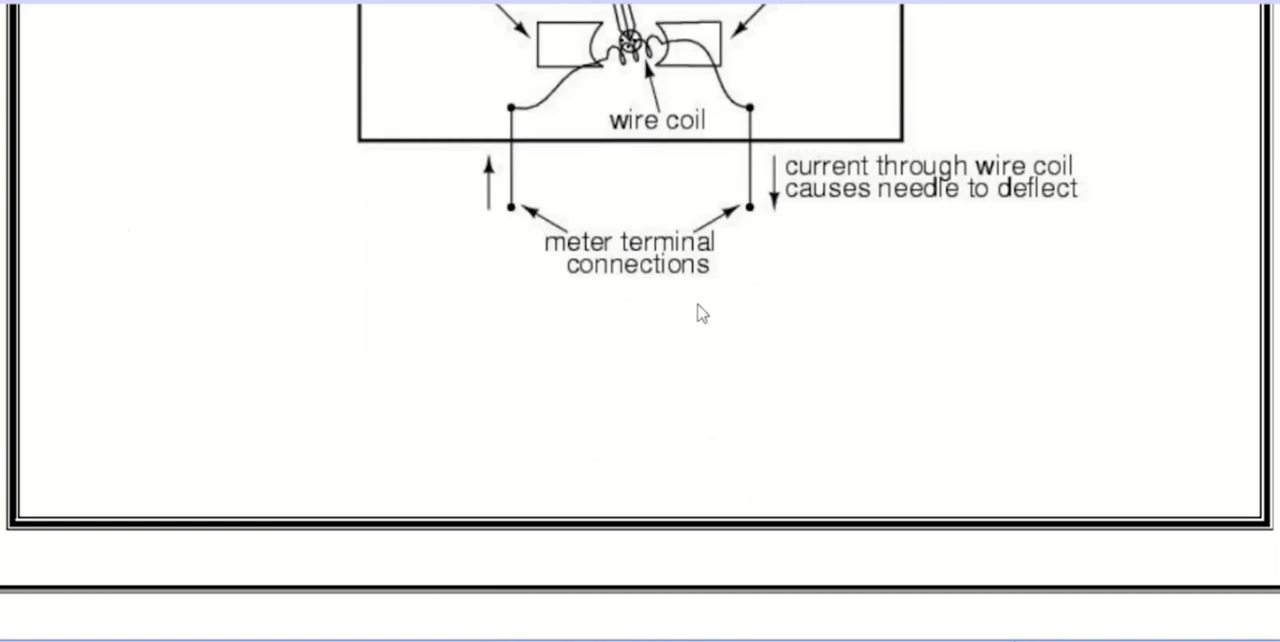 wire coil
current through wire coil
causes needle to deflect
meter terminal
connections